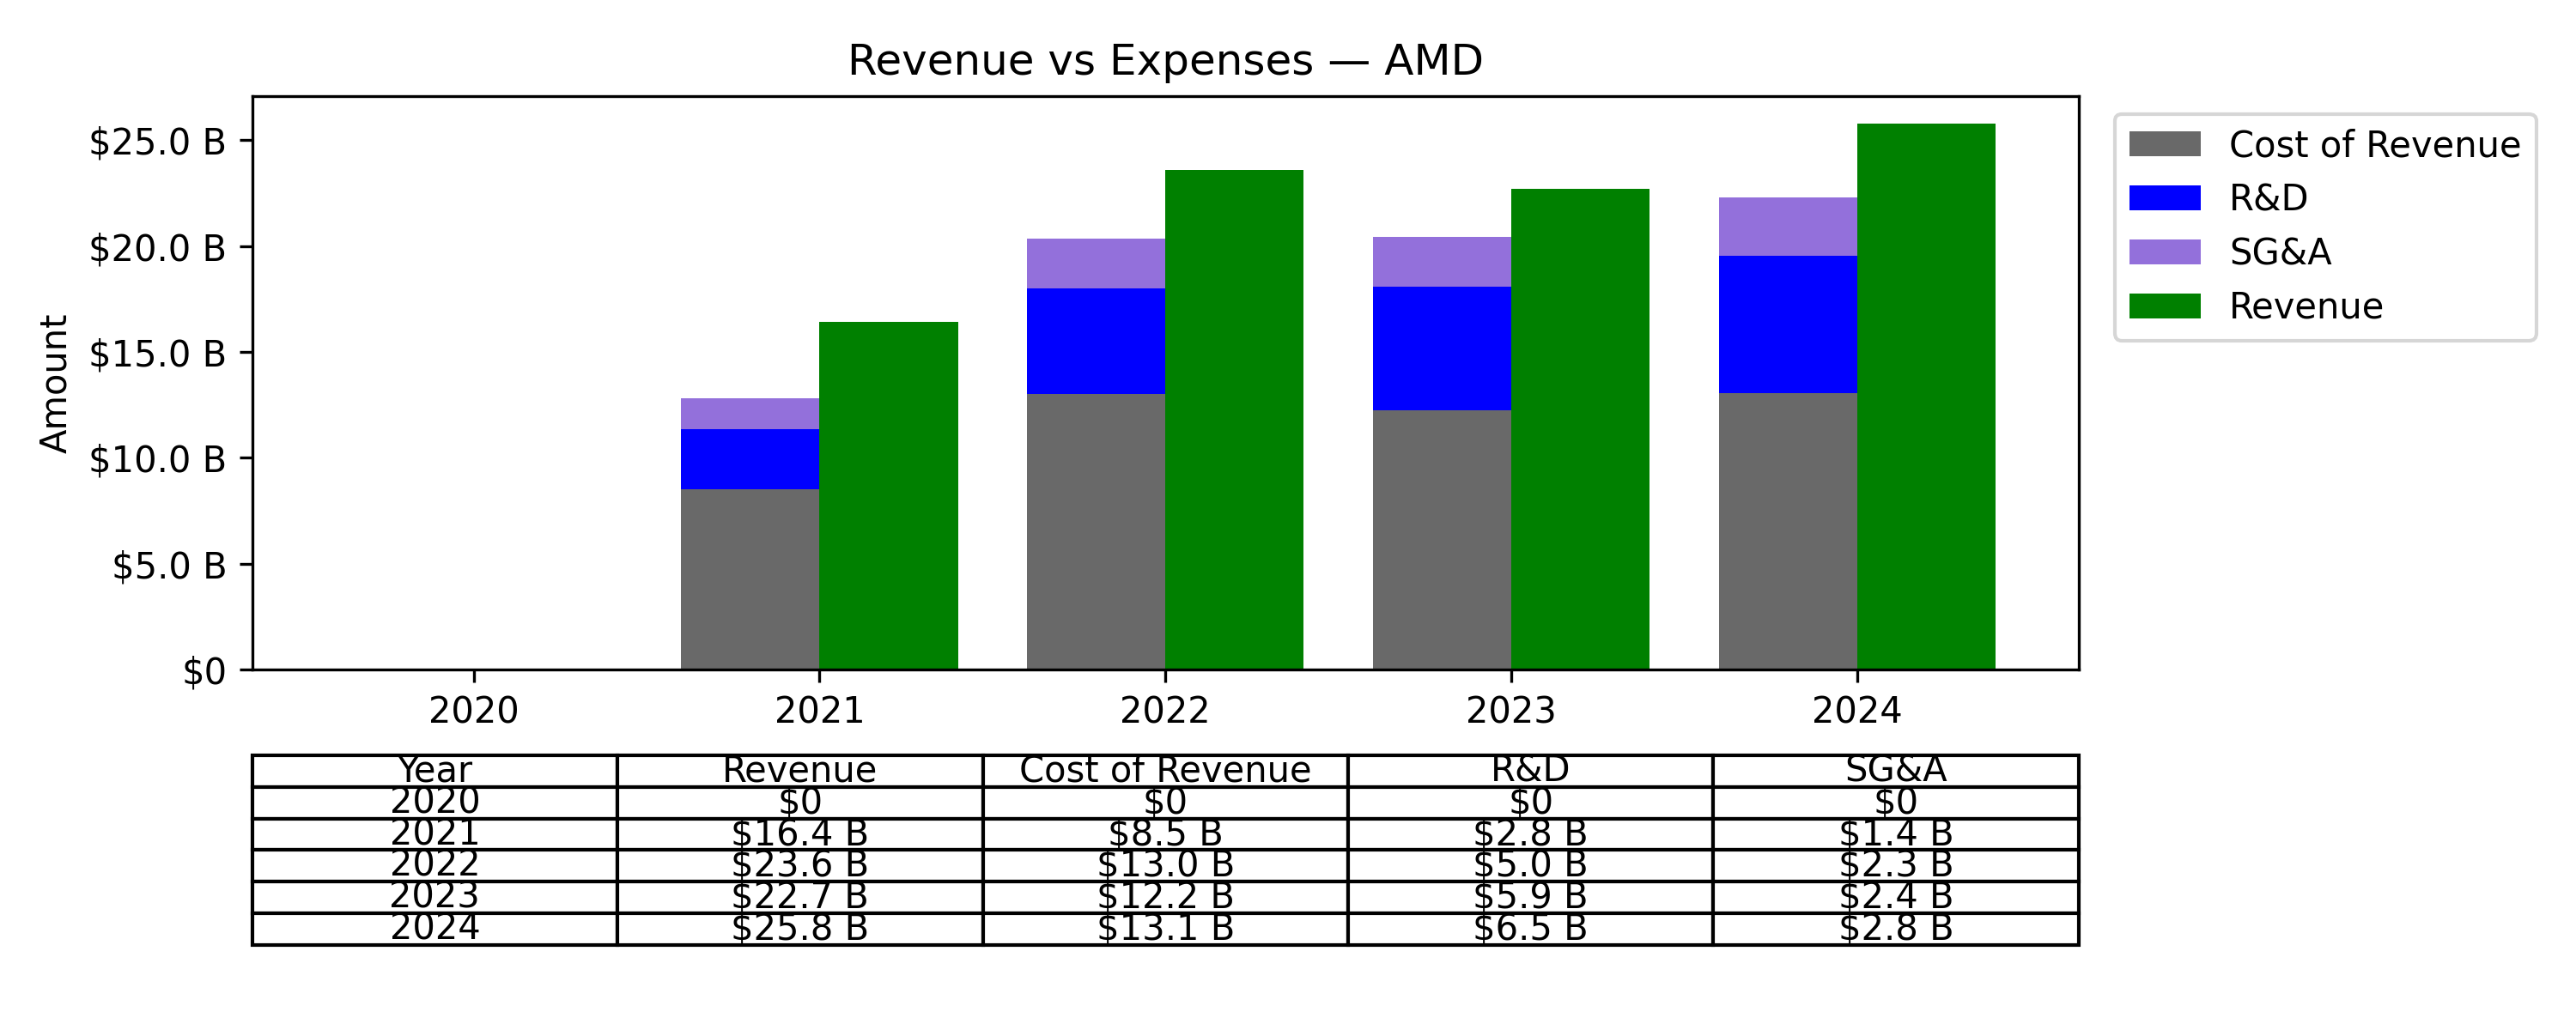 Revenue vs Expenses — AMD
Amount
$25.0 B
$20.0 B
$15.0 B
$10.0 B
$5.0 B
$0
2020 2021 2022 2023 2024
Cost of Revenue
R&D
SG&A
Revenue
Year Revenue Cost of Revenue R&D SG&A
2020 $0 $0 $0 $0
2021 $16.4 B $8.5 B $2.8 B $1.4 B
2022 $23.6 B $13.0 B $5.0 B $2.3 B
2023 $22.7 B $12.2 B $5.9 B $2.4 B
2024 $25.8 B $13.1 B $6.5 B $2.8 B